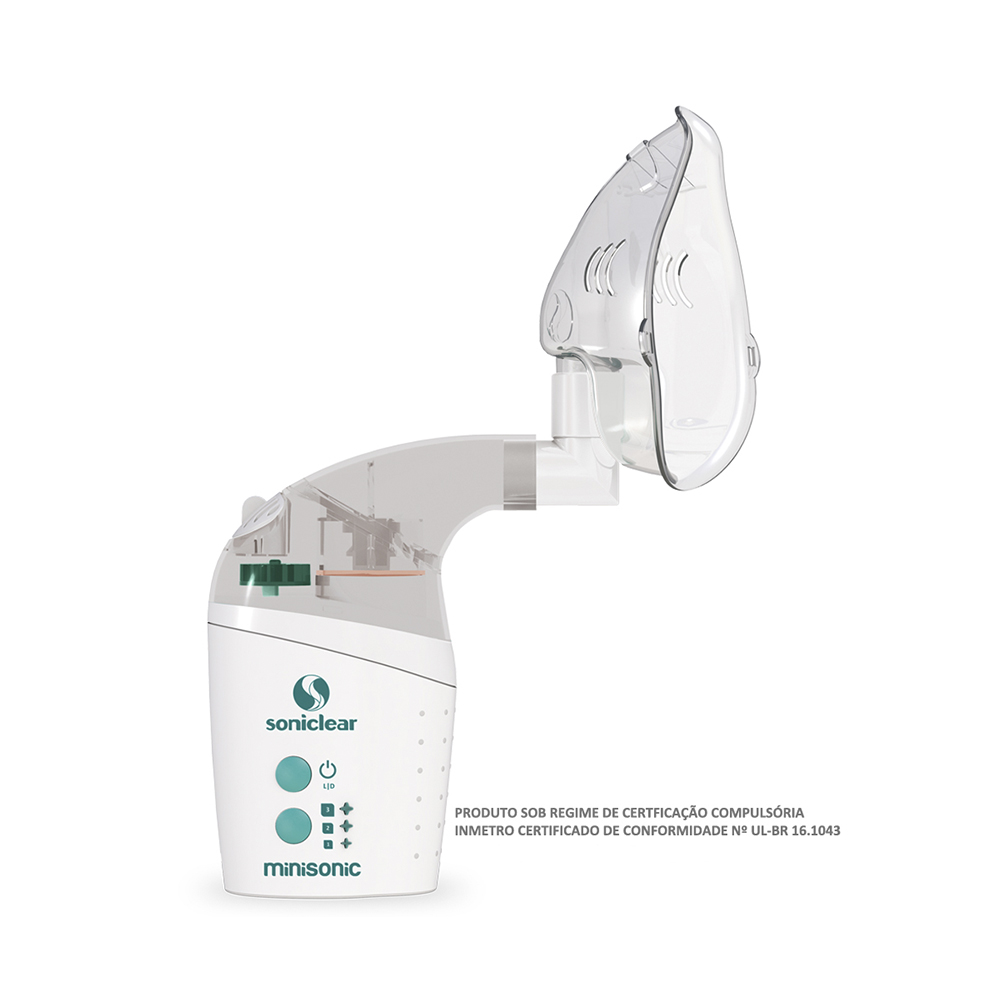 soniclear
L|D
3
2
1
minisonic
PRODUTO SOB REGIME DE CERTFICAÇÃO COMPULSÓRIA
INMETRO CERTIFICADO DE CONFORMIDADE Nº UL-BR 16.1043